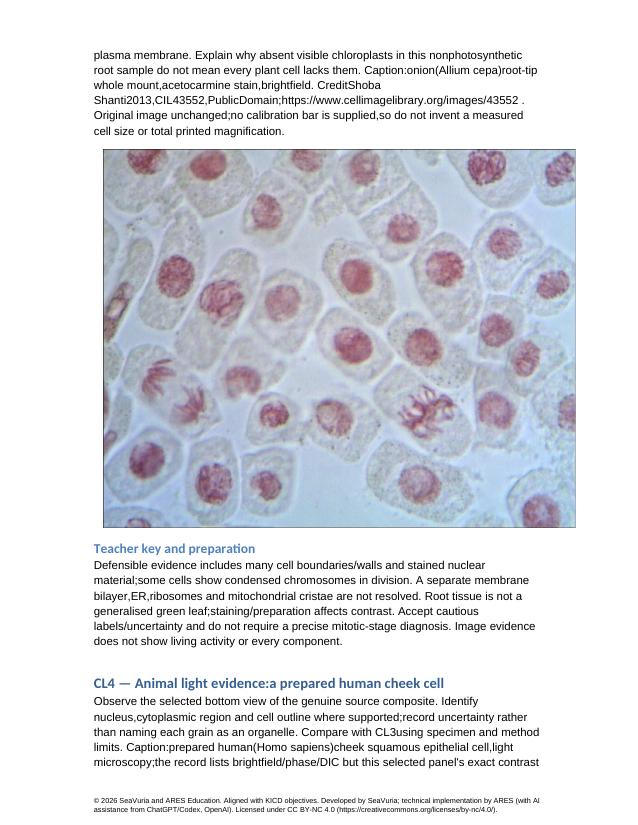 plasma membrane. Explain why absent visible chloroplasts in this nonphotosynthetic
root sample do not mean every plant cell lacks them. Caption:onion(Allium cepa)root-tip
whole mount,acetocarmine stain,brightfield. CreditShoba
Shanti2013,CIL43552,PublicDomain;https://www.cellimagelibrary.org/images/43552 .
Original image unchanged;no calibration bar is supplied,so do not invent a measured
cell size or total printed magnification.
Teacher key and preparation
Defensible evidence includes many cell boundaries/walls and stained nuclear
material;some cells show condensed chromosomes in division. A separate membrane
bilayer,ER,ribosomes and mitochondrial cristae are not resolved. Root tissue is not a
generalised green leaf;staining/preparation affects contrast. Accept cautious
labels/uncertainty and do not require a precise mitotic-stage diagnosis. Image evidence
does not show living activity or every component.
CL4 — Animal light evidence:a prepared human cheek cell
Observe the selected bottom view of the genuine source composite. Identify
nucleus,cytoplasmic region and cell outline where supported;record uncertainty rather
than naming each grain as an organelle. Compare with CL3using specimen and method
limits. Caption:prepared human(Homo sapiens)cheek squamous epithelial cell,light
microscopy;the record lists brightfield/phase/DIC but this selected panel's exact contrast
© 2026 SeaVuria and ARES Education. Aligned with KICD objectives. Developed by SeaVuria; technical implementation by ARES (with AI
assistance from ChatGPT/Codex, OpenAI). Licensed under CC BY-NC 4.0 (https://creativecommons.org/licenses/by-nc/4.0/).